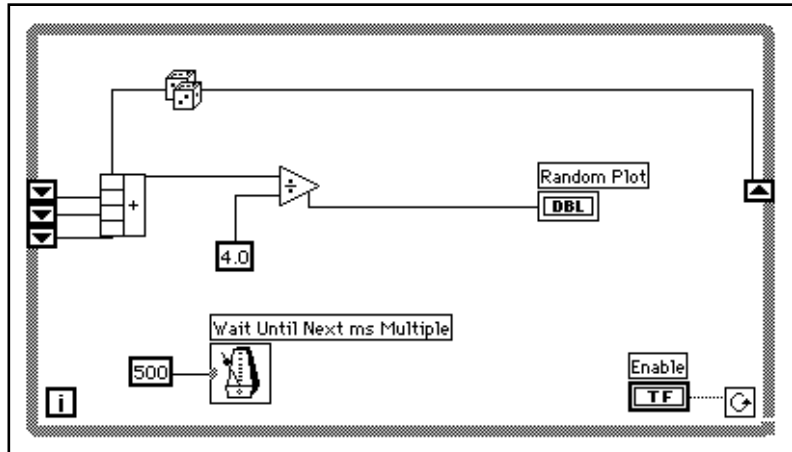 +
÷
Random Plot
DBL
4.0
Wait Until Next ms Multiple
500
Enable
TF
i